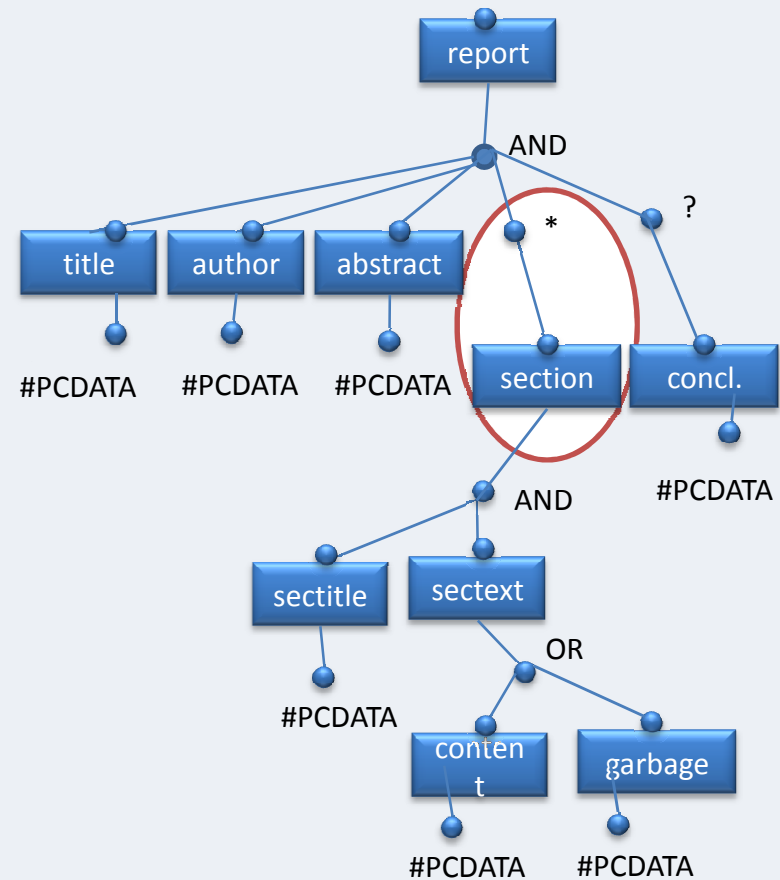 report
AND
*
?
title
author
abstract
section
concl.
#PCDATA
#PCDATA
#PCDATA
#PCDATA
AND
sectitle
sectext
OR
#PCDATA
conten
t
garbage
#PCDATA
#PCDATA